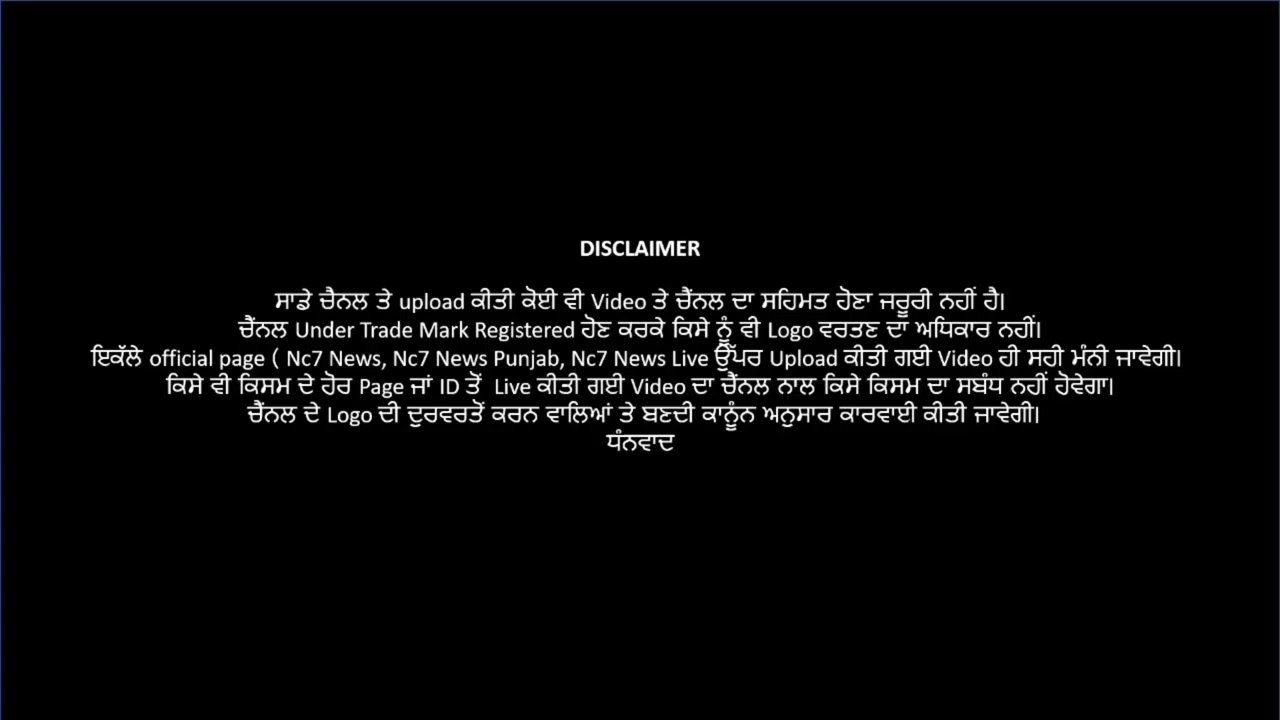 DISCLAIMER
ਸਾਡੇ ਚੈਨਲ ਤੇ upload ਕੀਤੀ ਕੋਈ ਵੀ Video ਤੇ ਚੈਂਨਲ ਦਾ ਸਹਿਮਤ ਹੋਣਾ ਜਰੂਰੀ ਨਹੀਂ ਹੈ।
ਚੈਂਨਲ Under Trade Mark Registered ਹੋਣ ਕਰਕੇ ਕਿਸੇ ਨੂੰ ਵੀ Logo ਵਰਤਣ ਦਾ ਅਧਿਕਾਰ ਨਹੀਂ।
ਇਕੱਲੇ official page ( Nc7 News, Nc7 News Punjab, Nc7 News Live ਉੱਪਰ Upload ਕੀਤੀ ਗਈ Video ਹੀ ਸਹੀ ਮੰਨੀ ਜਾਵੇਗੀ।
ਕਿਸੇ ਵੀ ਕਿਸਮ ਦੇ ਹੋਰ Page ਜਾਂ ID ਤੋਂ Live ਕੀਤੀ ਗਈ Video ਦਾ ਚੈਂਨਲ ਨਾਲ ਕਿਸੇ ਕਿਸਮ ਦਾ ਸਬੰਧ ਨਹੀਂ ਹੋਵੇਗਾ।
ਚੈਂਨਲ ਦੇ Logo ਦੀ ਦੁਰਵਰਤੋਂ ਕਰਨ ਵਾਲਿਆਂ ਤੇ ਬਣਦੀ ਕਾਨੂੰਨ ਅਨੁਸਾਰ ਕਾਰਵਾਈ ਕੀਤੀ ਜਾਵੇਗੀ।
ਧੰਨਵਾਦ